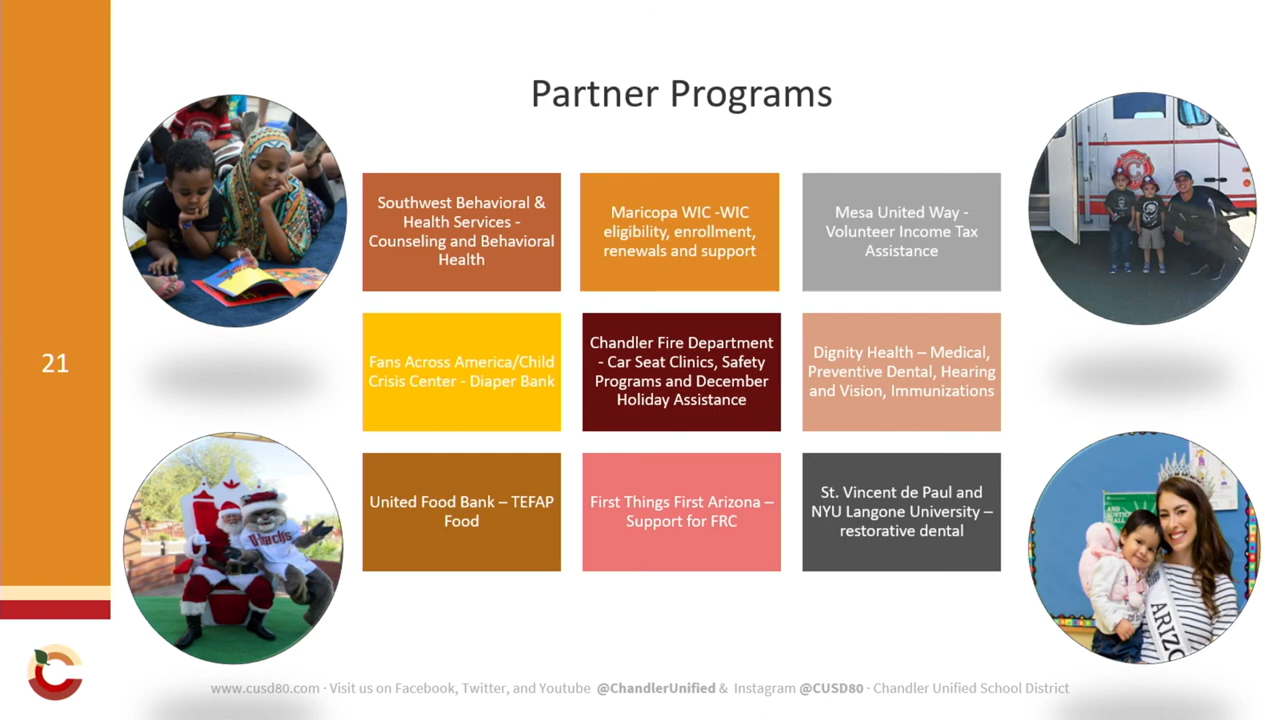 Partner Programs
Southwest Behavioral &
Health Services -
Counseling and Behavioral
Health
Maricopa WIC -WIC
eligibility, enrollment,
renewals and support
Mesa United Way -
Volunteer Income Tax
Assistance
21
Fans Across America/Child
Crisis Center - Diaper Bank
Chandler Fire Department
- Car Seat Clinics, Safety
Programs and December
Holiday Assistance
Dignity Health – Medical,
Preventive Dental, Hearing
and Vision, Immunizations
United Food Bank – TEFAP
Food
First Things First Arizona –
Support for FRC
St. Vincent de Paul and
NYU Langone University –
restorative dental
D-backs
ARIZO
www.cusd80.com · Visit us on Facebook, Twitter, and Youtube @ChandlerUnified & Instagram @CUSD80 · Chandler Unified School District